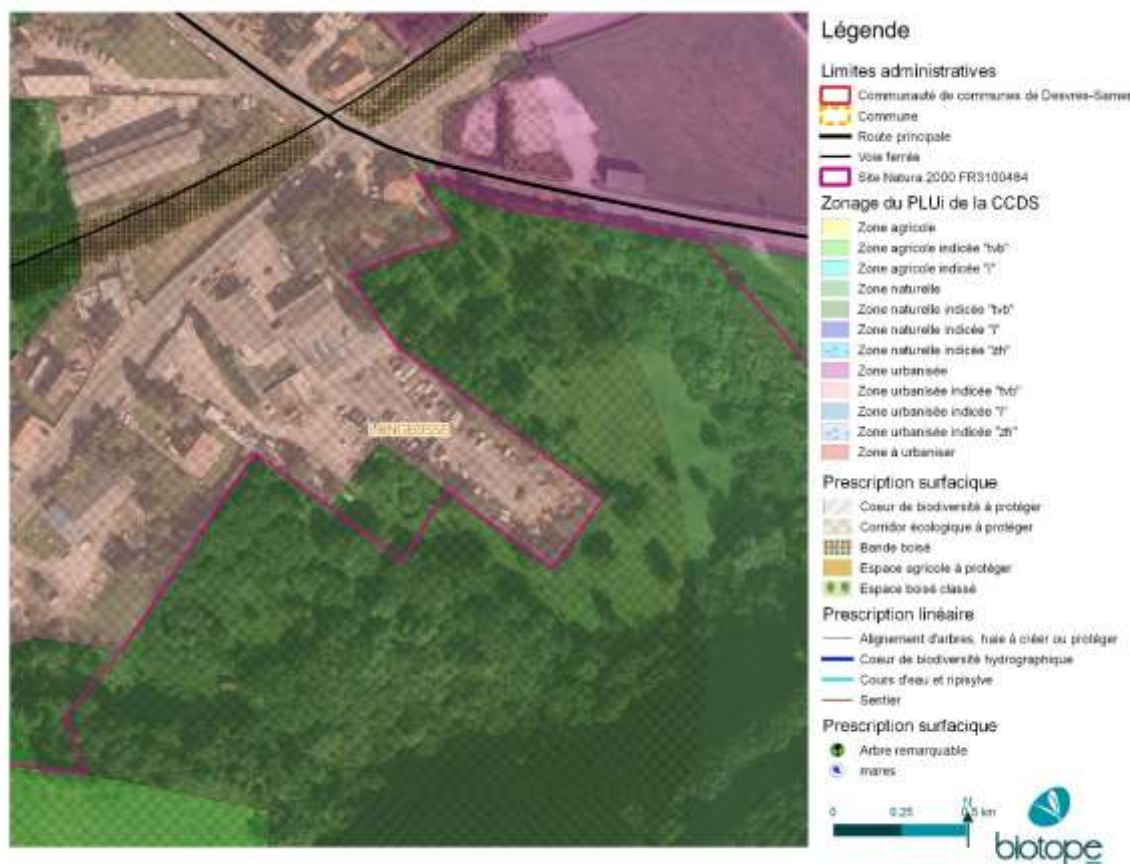 Légende
Limites administratives
Communauté de communes de Desvres-Samer
Commune
Route principale
Voie ferrée
Site Natura 2000 FR3100484
Zonage du PLUi de la CCDS
Zone agricole
Zone agricole indicée "tvb"
Zone agricole indicée "i"
Zone naturelle
Zone naturelle indicée "tvb"
Zone naturelle indicée "i"
Zone naturelle indicée "zh"
Zone urbanisée
Zone urbanisée indicée "tvb"
Zone urbanisée indicée "i"
Zone urbanisée indicée "zh"
Zone à urbaniser
Prescription surfacique
Coeur de biodiversité à protéger
Corridor écologique à protéger
Bande boisé
Espace agricole à protéger
Espace boisé classé
Prescription linéaire
Alignement d'arbres, haie à créer ou protéger
Coeur de biodiversité hydrographique
Cours d'eau et ripisylve
Sentier
Prescription surfacique
Arbre remarquable
mares
N
0 0.25 0.5 km
biotope